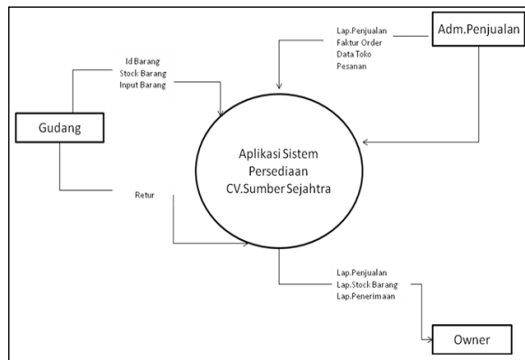 Lap.Penjualan
Faktur Order
Data Toko
Pesanan
Adm.Penjualan
Id Barang
Stock Barang
Input Barang
Gudang
Aplikasi Sistem
Persediaan
CV.Sumber Sejahtra
Retur
Lap.Penjualan
Lap.Stock Barang
Lap.Penerimaan
Owner